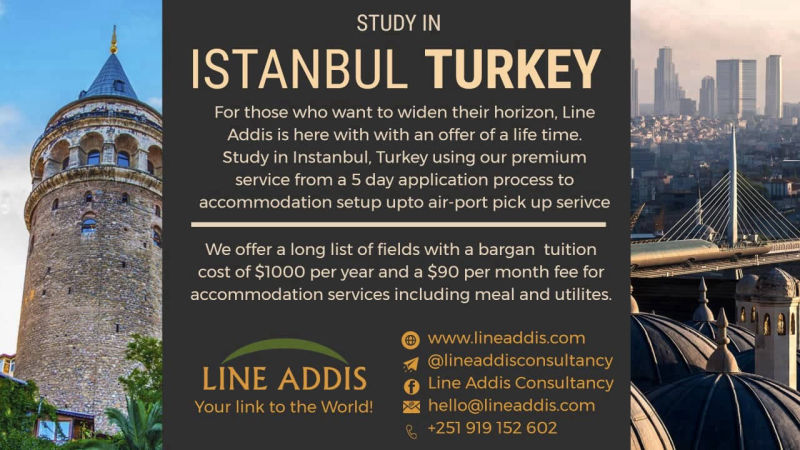 STUDY IN
ISTANBUL TURKEY
For those who want to widen their horizon, Line
Addis is here with with an offer of a life time.
Study in Instanbul, Turkey using our premium
service from a 5 day application process to
accommodation setup upto air-port pick up serivce
We offer a long list of fields with a bargan tuition
cost of $1000 per year and a $90 per month fee for
accommodation services including meal and utilites.
LINE ADDIS
Your link to the World!
www.lineaddis.com
@lineaddisconsultancy
Line Addis Consultancy
hello@lineaddis.com
+251 919 152 602